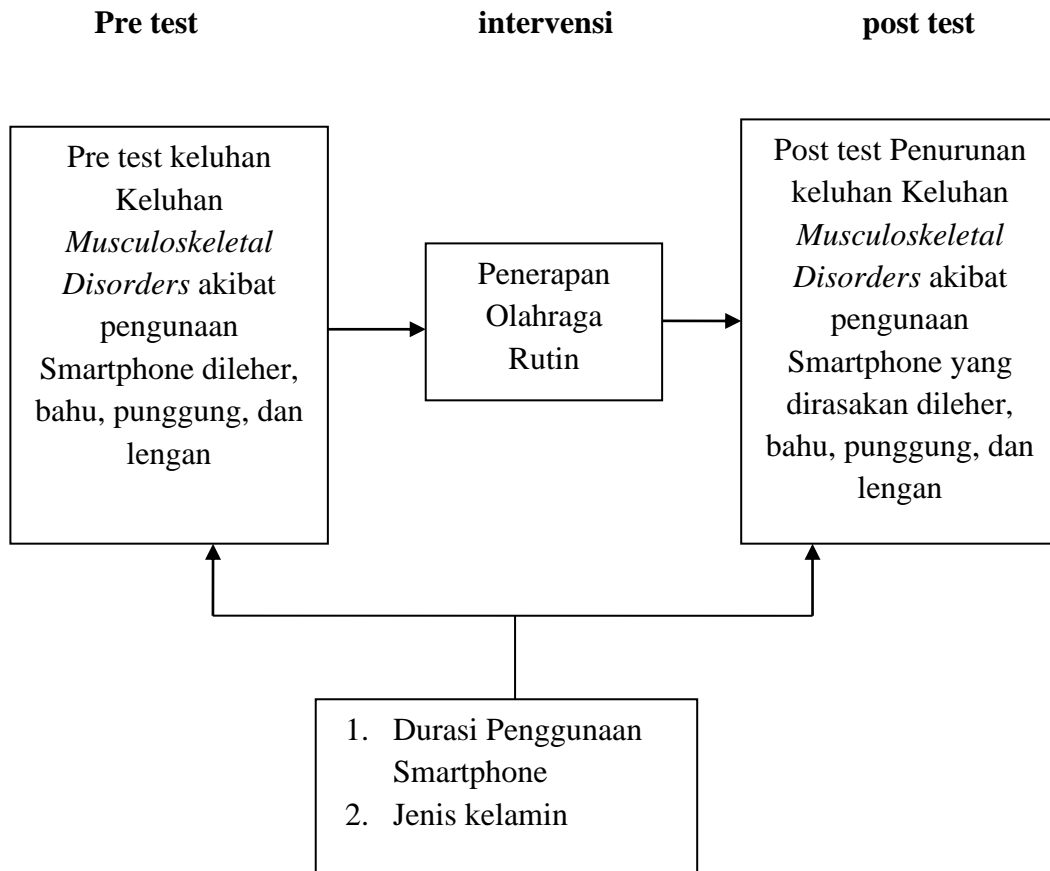 Pre test
intervensi
post test
Pre test keluhan
Keluhan
Musculoskeletal
Disorders akibat
pengunaan
Smartphone dileher,
bahu, punggung, dan
lengan
Penerapan
Olahraga
Rutin
Post test Penurunan
keluhan Keluhan
Musculoskeletal
Disorders akibat
pengunaan
Smartphone yang
dirasakan dileher,
bahu, punggung, dan
lengan
1. Durasi Penggunaan
Smartphone
2. Jenis kelamin